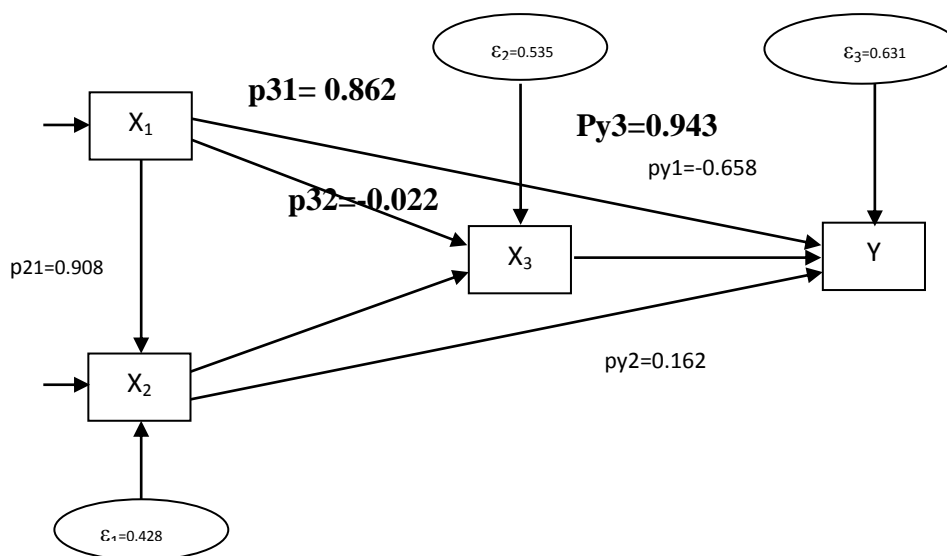 ε2=0.535
ε3=0.631
p31= 0.862
X1
Py3=0.943
py1=-0.658
p32=-0.022
X3
Y
p21=0.908
X2
py2=0.162
ε1=0.428